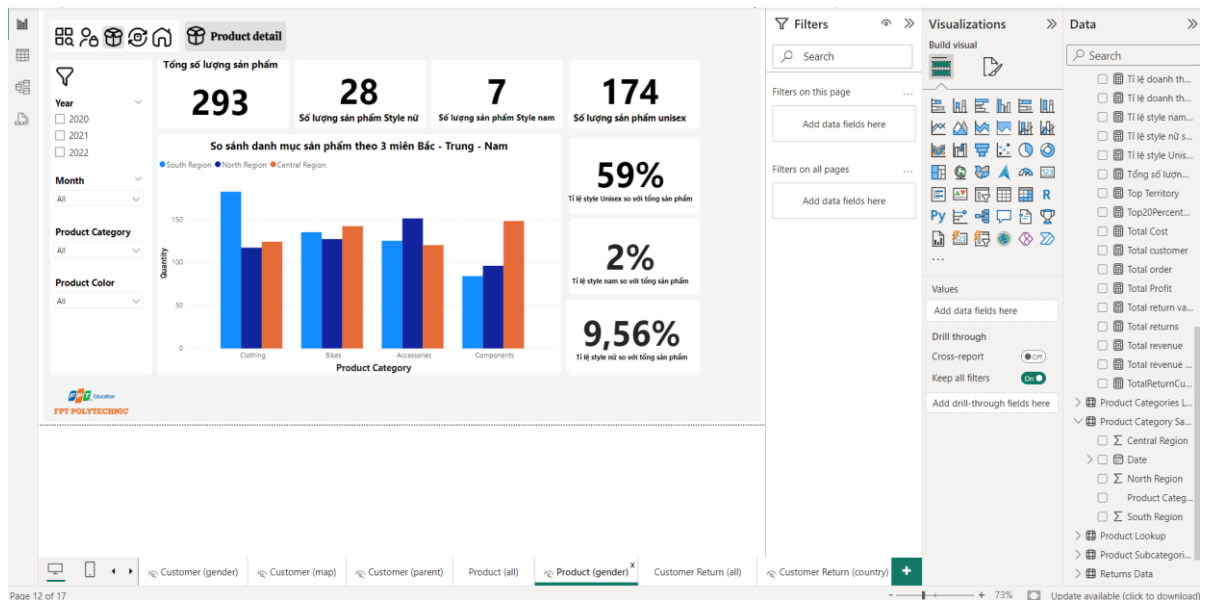 Product detail
Year
2020
2021
2022
Month
All
Product Category
All
Product Color
All
Tổng số lượng sản phẩm
293
28
Số lượng sản phẩm Style nữ
7
Số lượng sản phẩm Style nam
174
Số lượng sản phẩm unisex
So sánh danh mục sản phẩm theo 3 miền Bắc - Trung - Nam
South Region North Region Central Region
Quantity
150
100
50
0
Clothing Bikes Accessories Components
Product Category
59%
Tỉ lệ style Unisex so với tổng sản phẩm
2%
Tỉ lệ style nam so với tổng sản phẩm
9,56%
Tỉ lệ style nữ so với tổng sản phẩm
FPT Education
FPT POLYTECHNIC
Filters
Search
Filters on this page
...
Add data fields here
Filters on all pages
...
Add data fields here
Visualizations
Build visual
R
Py
...
Values
Add data fields here
Drill through
Cross-report Off
Keep all filters On
Add drill-through fields here
Data
Search
Tỉ lệ doanh th...
Tỉ lệ doanh th...
Tỉ lệ style nam...
Tỉ lệ style nữ s...
Tỉ lệ style Unis...
Tổng số lượn...
Top Territory
Top20Percent...
Total Cost
Total customer
Total order
Total Profit
Total return va...
Total returns
Total revenue
Total revenue ...
TotalReturnCu...
Product Categories L...
Product Category Sa...
Central Region
Date
North Region
Product Categ...
South Region
Product Lookup
Product Subcategori...
Returns Data
Customer (gender) Customer (map) Customer (parent) Product (all) Product (gender) x Customer Return (all) Customer Return (country) +
Page 12 of 17
- + 73% Update available (click to download)